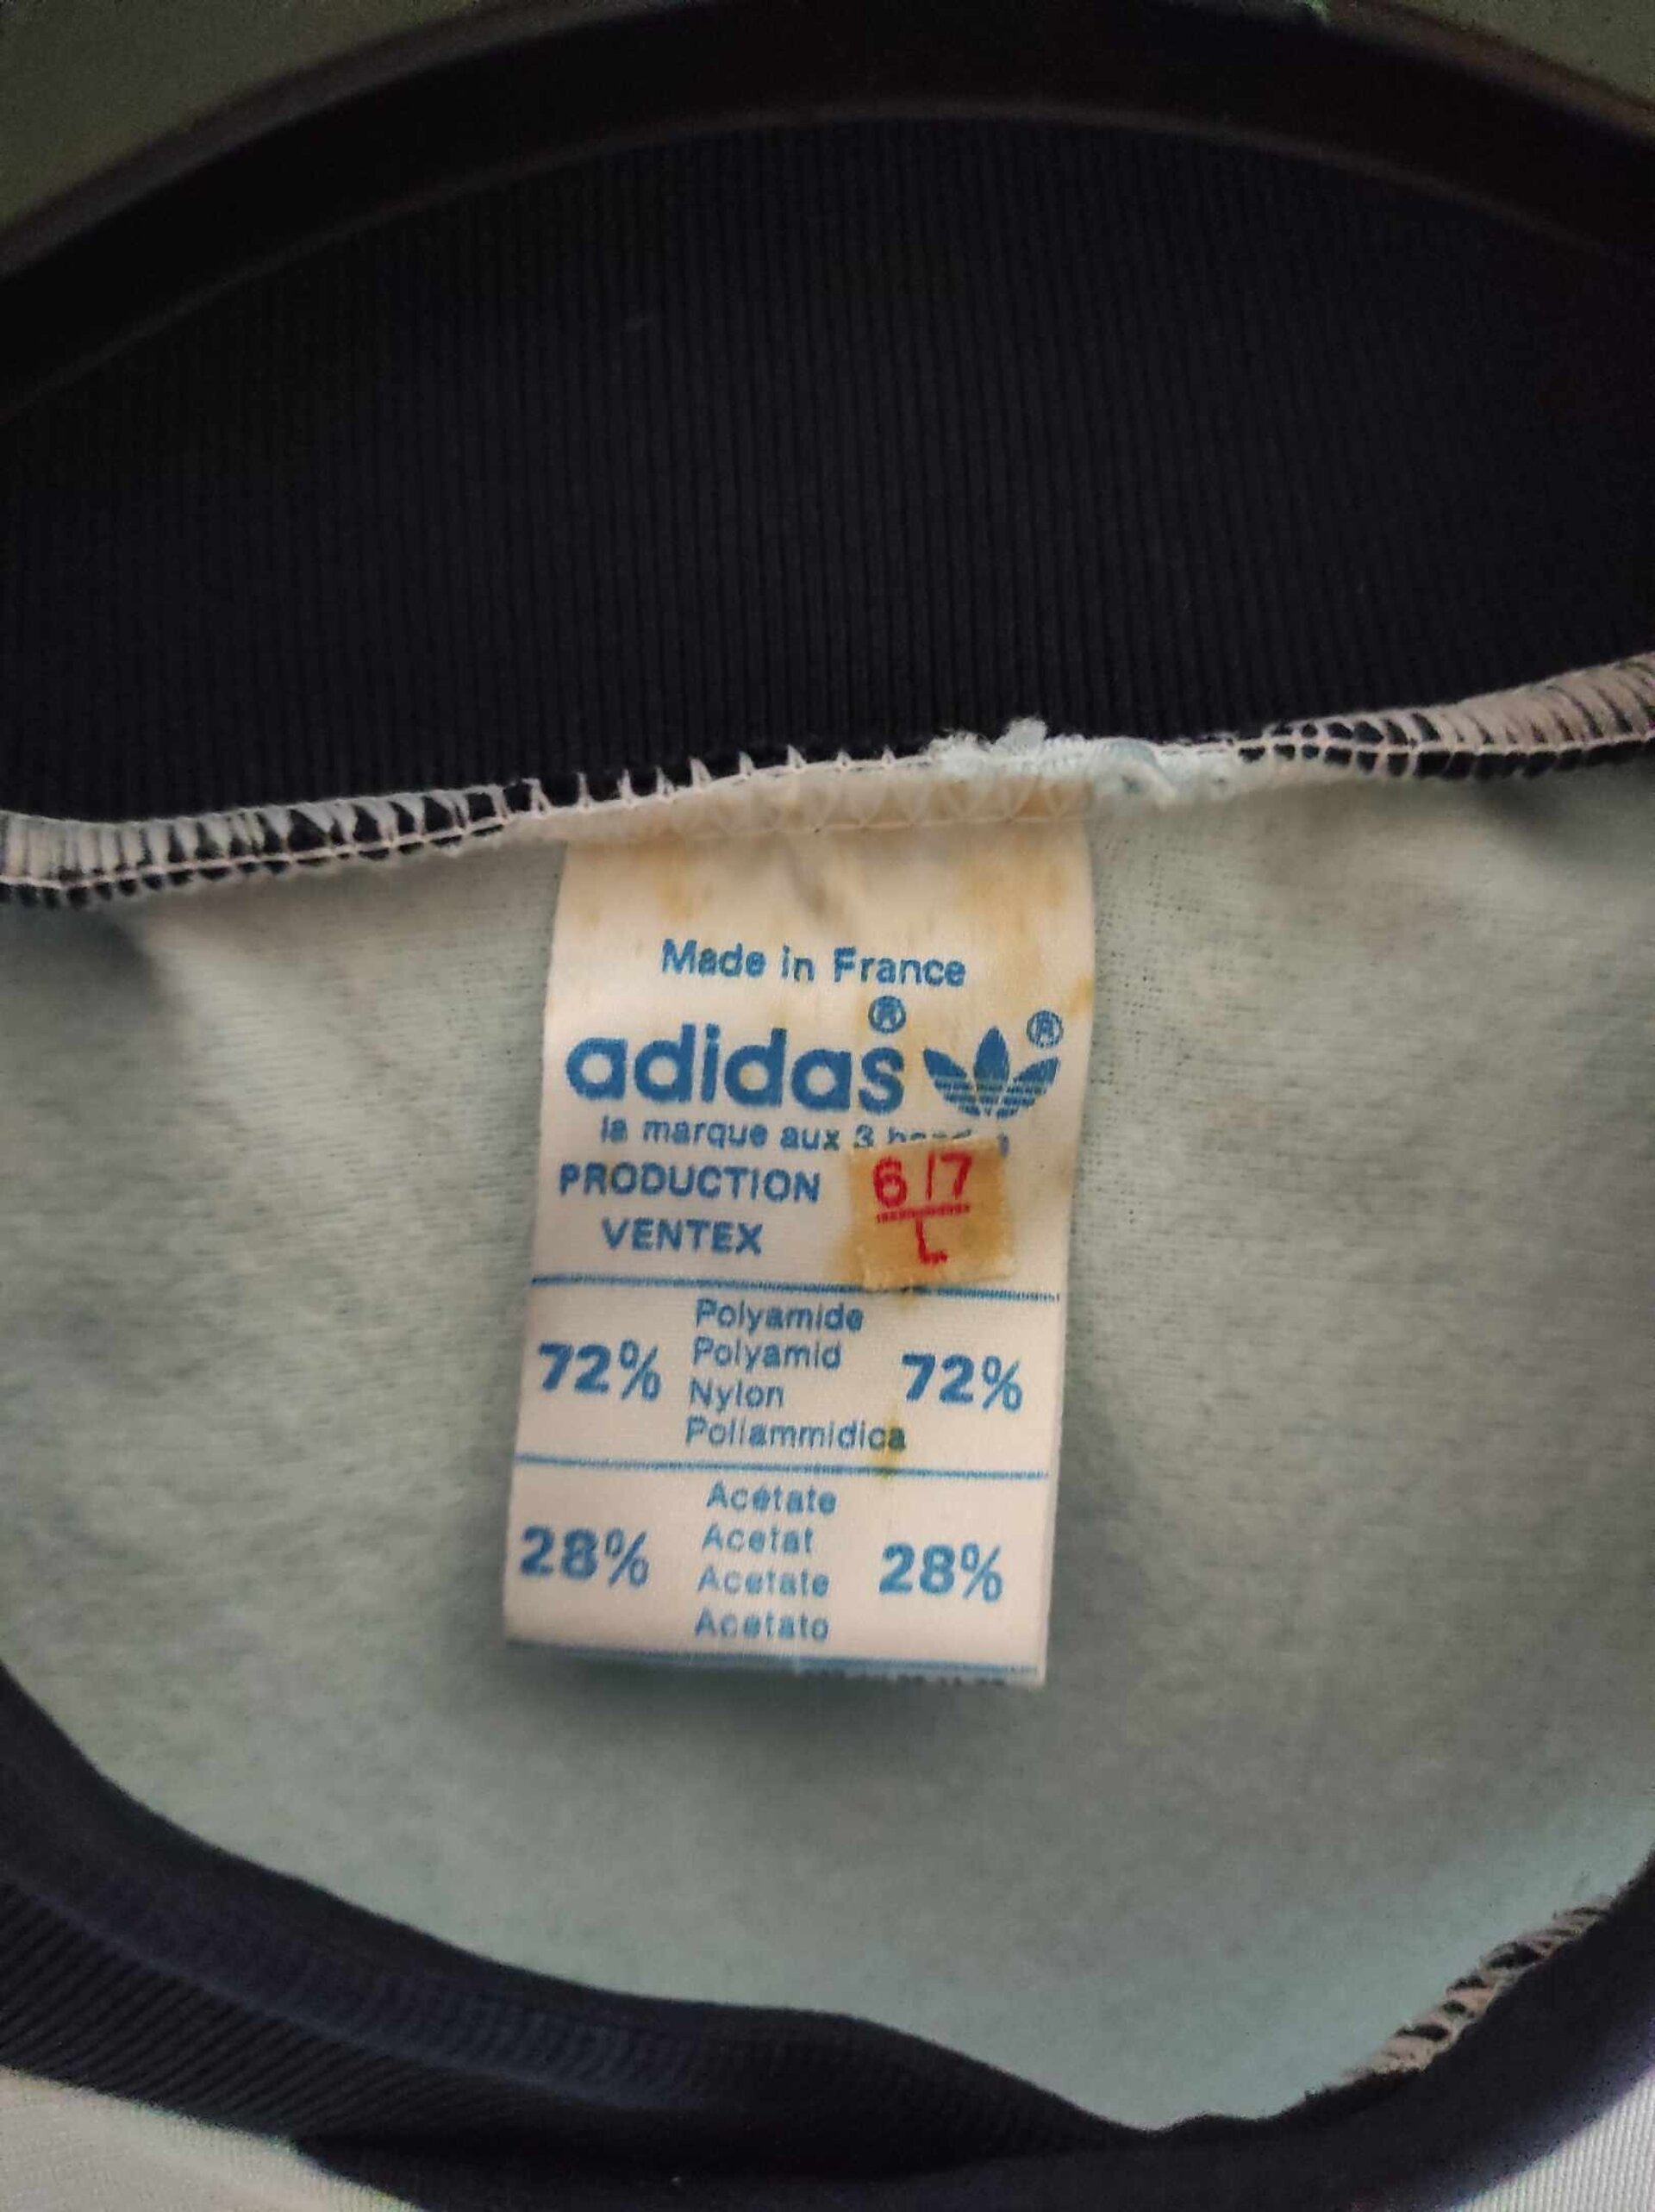 Made in France
adidas® ®
la marque aux 3
PRODUCTION
VENTEX
6/7
L
Polyamide
72% Polyamid 72%
Nylon
Poliammidica
Acétate
28% Acetat 28%
Acetate
Acetato